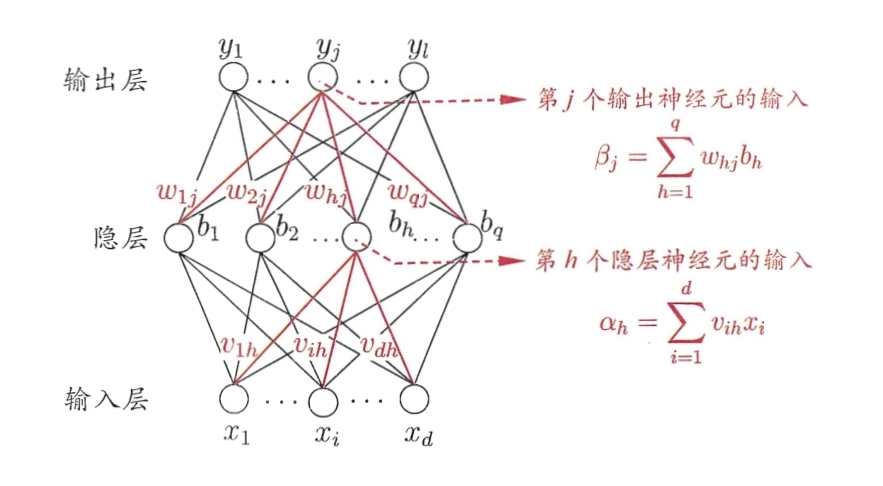 y_1 y_j y_l
输出层 ... ...
第 j 个输出神经元的输入
β_j = \sum_{h=1}^{q} w_{hj} b_h
w_{1j} w_{2j} w_{hj} w_{qj}
隐层 b_1 b_2 ... b_h ... b_q
第 h 个隐层神经元的输入
α_h = \sum_{i=1}^{d} v_{ih} x_i
v_{1h} v_{ih} v_{dh}
输入层 ... ...
x_1 x_i x_d